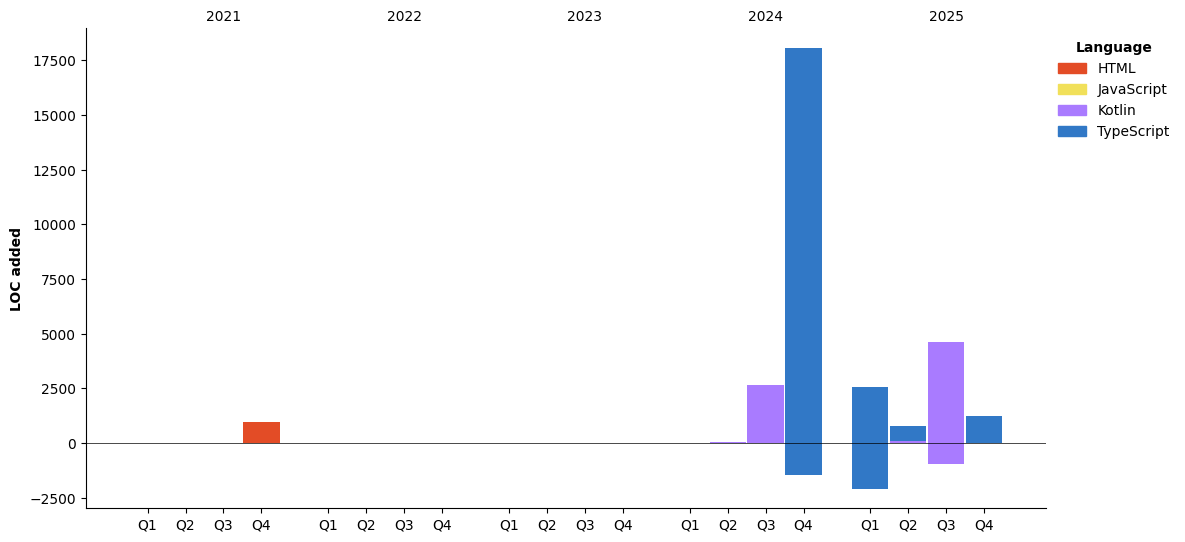 2021 2022 2023 2024 2025
Language
HTML
JavaScript
Kotlin
TypeScript
LOC added
17500
15000
12500
10000
7500
5000
2500
0
−2500
Q1 Q2 Q3 Q4 Q1 Q2 Q3 Q4 Q1 Q2 Q3 Q4 Q1 Q2 Q3 Q4 Q1 Q2 Q3 Q4